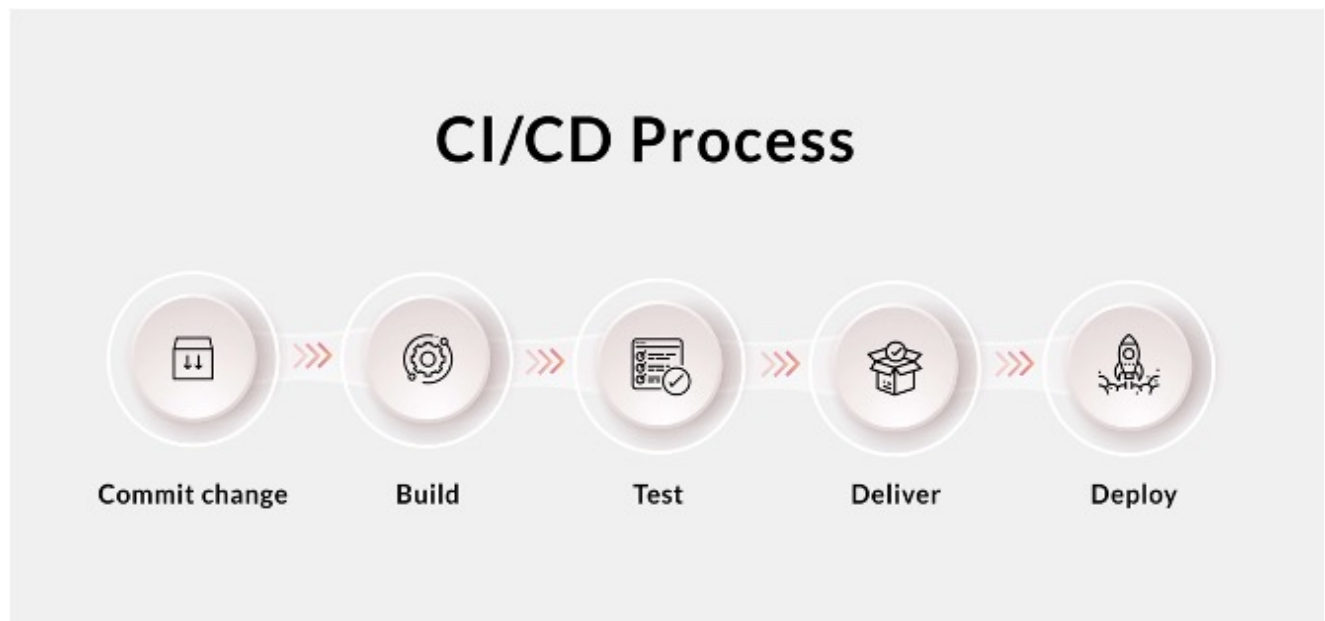 CI/CD Process
Commit change
Build
Test
Deliver
Deploy